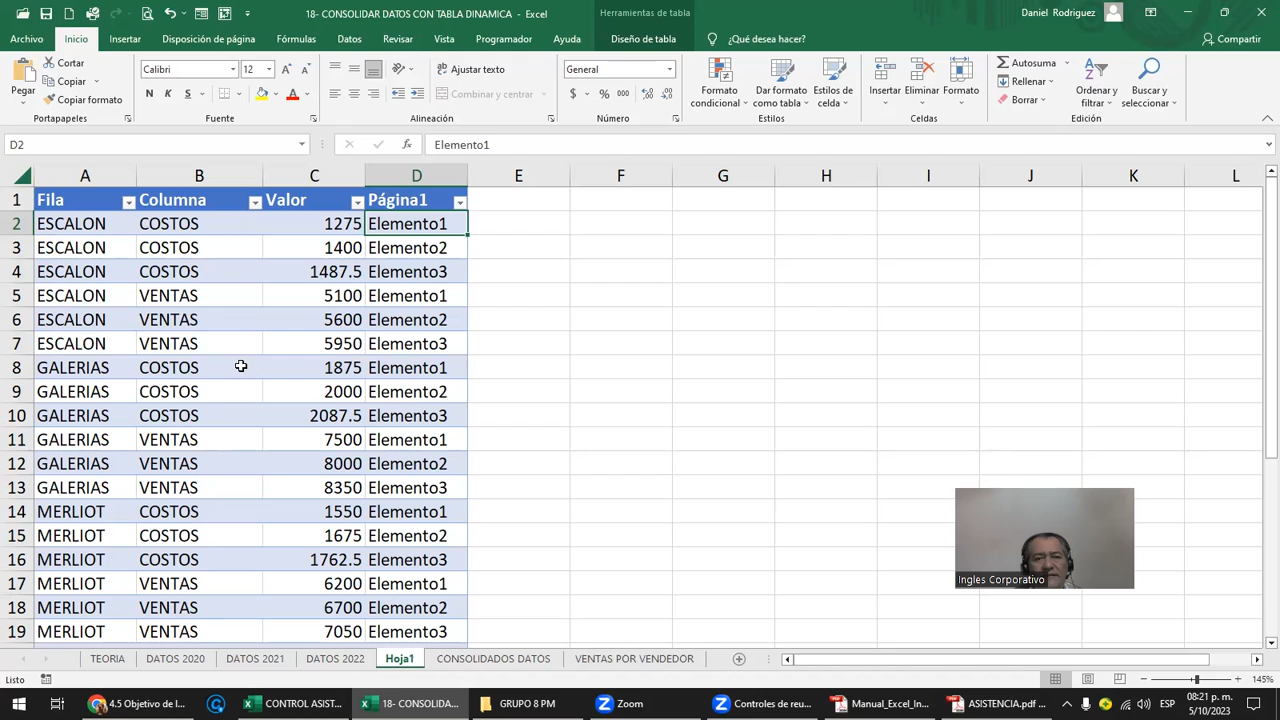 18- CONSOLIDAR DATOS CON TABLA DINAMICA - Excel
Herramientas de tabla
Daniel Rodriguez
Archivo Inicio Insertar Disposición de página Fórmulas Datos Revisar Vista Programador Ayuda Diseño de tabla ¿Qué desea hacer? Compartir
Pegar
Cortar
Copiar
Copiar formato
Portapapeles
Calibri 12
N K S
Fuente
Ajustar texto
Combinar y centrar
Alineación
General
$ % 000
Número
Formato condicional
Dar formato como tabla
Estilos de celda
Estilos
Insertar Eliminar Formato
Celdas
Autosuma
Rellenar
Borrar
Ordenar y filtrar
Buscar y seleccionar
Edición
D2 fx Elemento1
A B C D E F G H I J K L
1 Fila Columna Valor Página1
2 ESCALON COSTOS 1275 Elemento1
3 ESCALON COSTOS 1400 Elemento2
4 ESCALON COSTOS 1487.5 Elemento3
5 ESCALON VENTAS 5100 Elemento1
6 ESCALON VENTAS 5600 Elemento2
7 ESCALON VENTAS 5950 Elemento3
8 GALERIAS COSTOS 1875 Elemento1
9 GALERIAS COSTOS 2000 Elemento2
10 GALERIAS COSTOS 2087.5 Elemento3
11 GALERIAS VENTAS 7500 Elemento1
12 GALERIAS VENTAS 8000 Elemento2
13 GALERIAS VENTAS 8350 Elemento3
14 MERLIOT COSTOS 1550 Elemento1
15 MERLIOT COSTOS 1675 Elemento2
16 MERLIOT COSTOS 1762.5 Elemento3
17 MERLIOT VENTAS 6200 Elemento1
18 MERLIOT VENTAS 6700 Elemento2
19 MERLIOT VENTAS 7050 Elemento3
Ingles Corporativo
TEORIA DATOS 2020 DATOS 2021 DATOS 2022 Hoja1 CONSOLIDADOS DATOS VENTAS POR VENDEDOR
Listo
145%
4.5 Objetivo de l...
CONTROL ASIST...
18- CONSOLIDA...
GRUPO 8 PM
Zoom
Controles de reu...
Manual_Excel_In...
ASISTENCIA.pdf ...
ESP
08:21 p. m.
5/10/2023